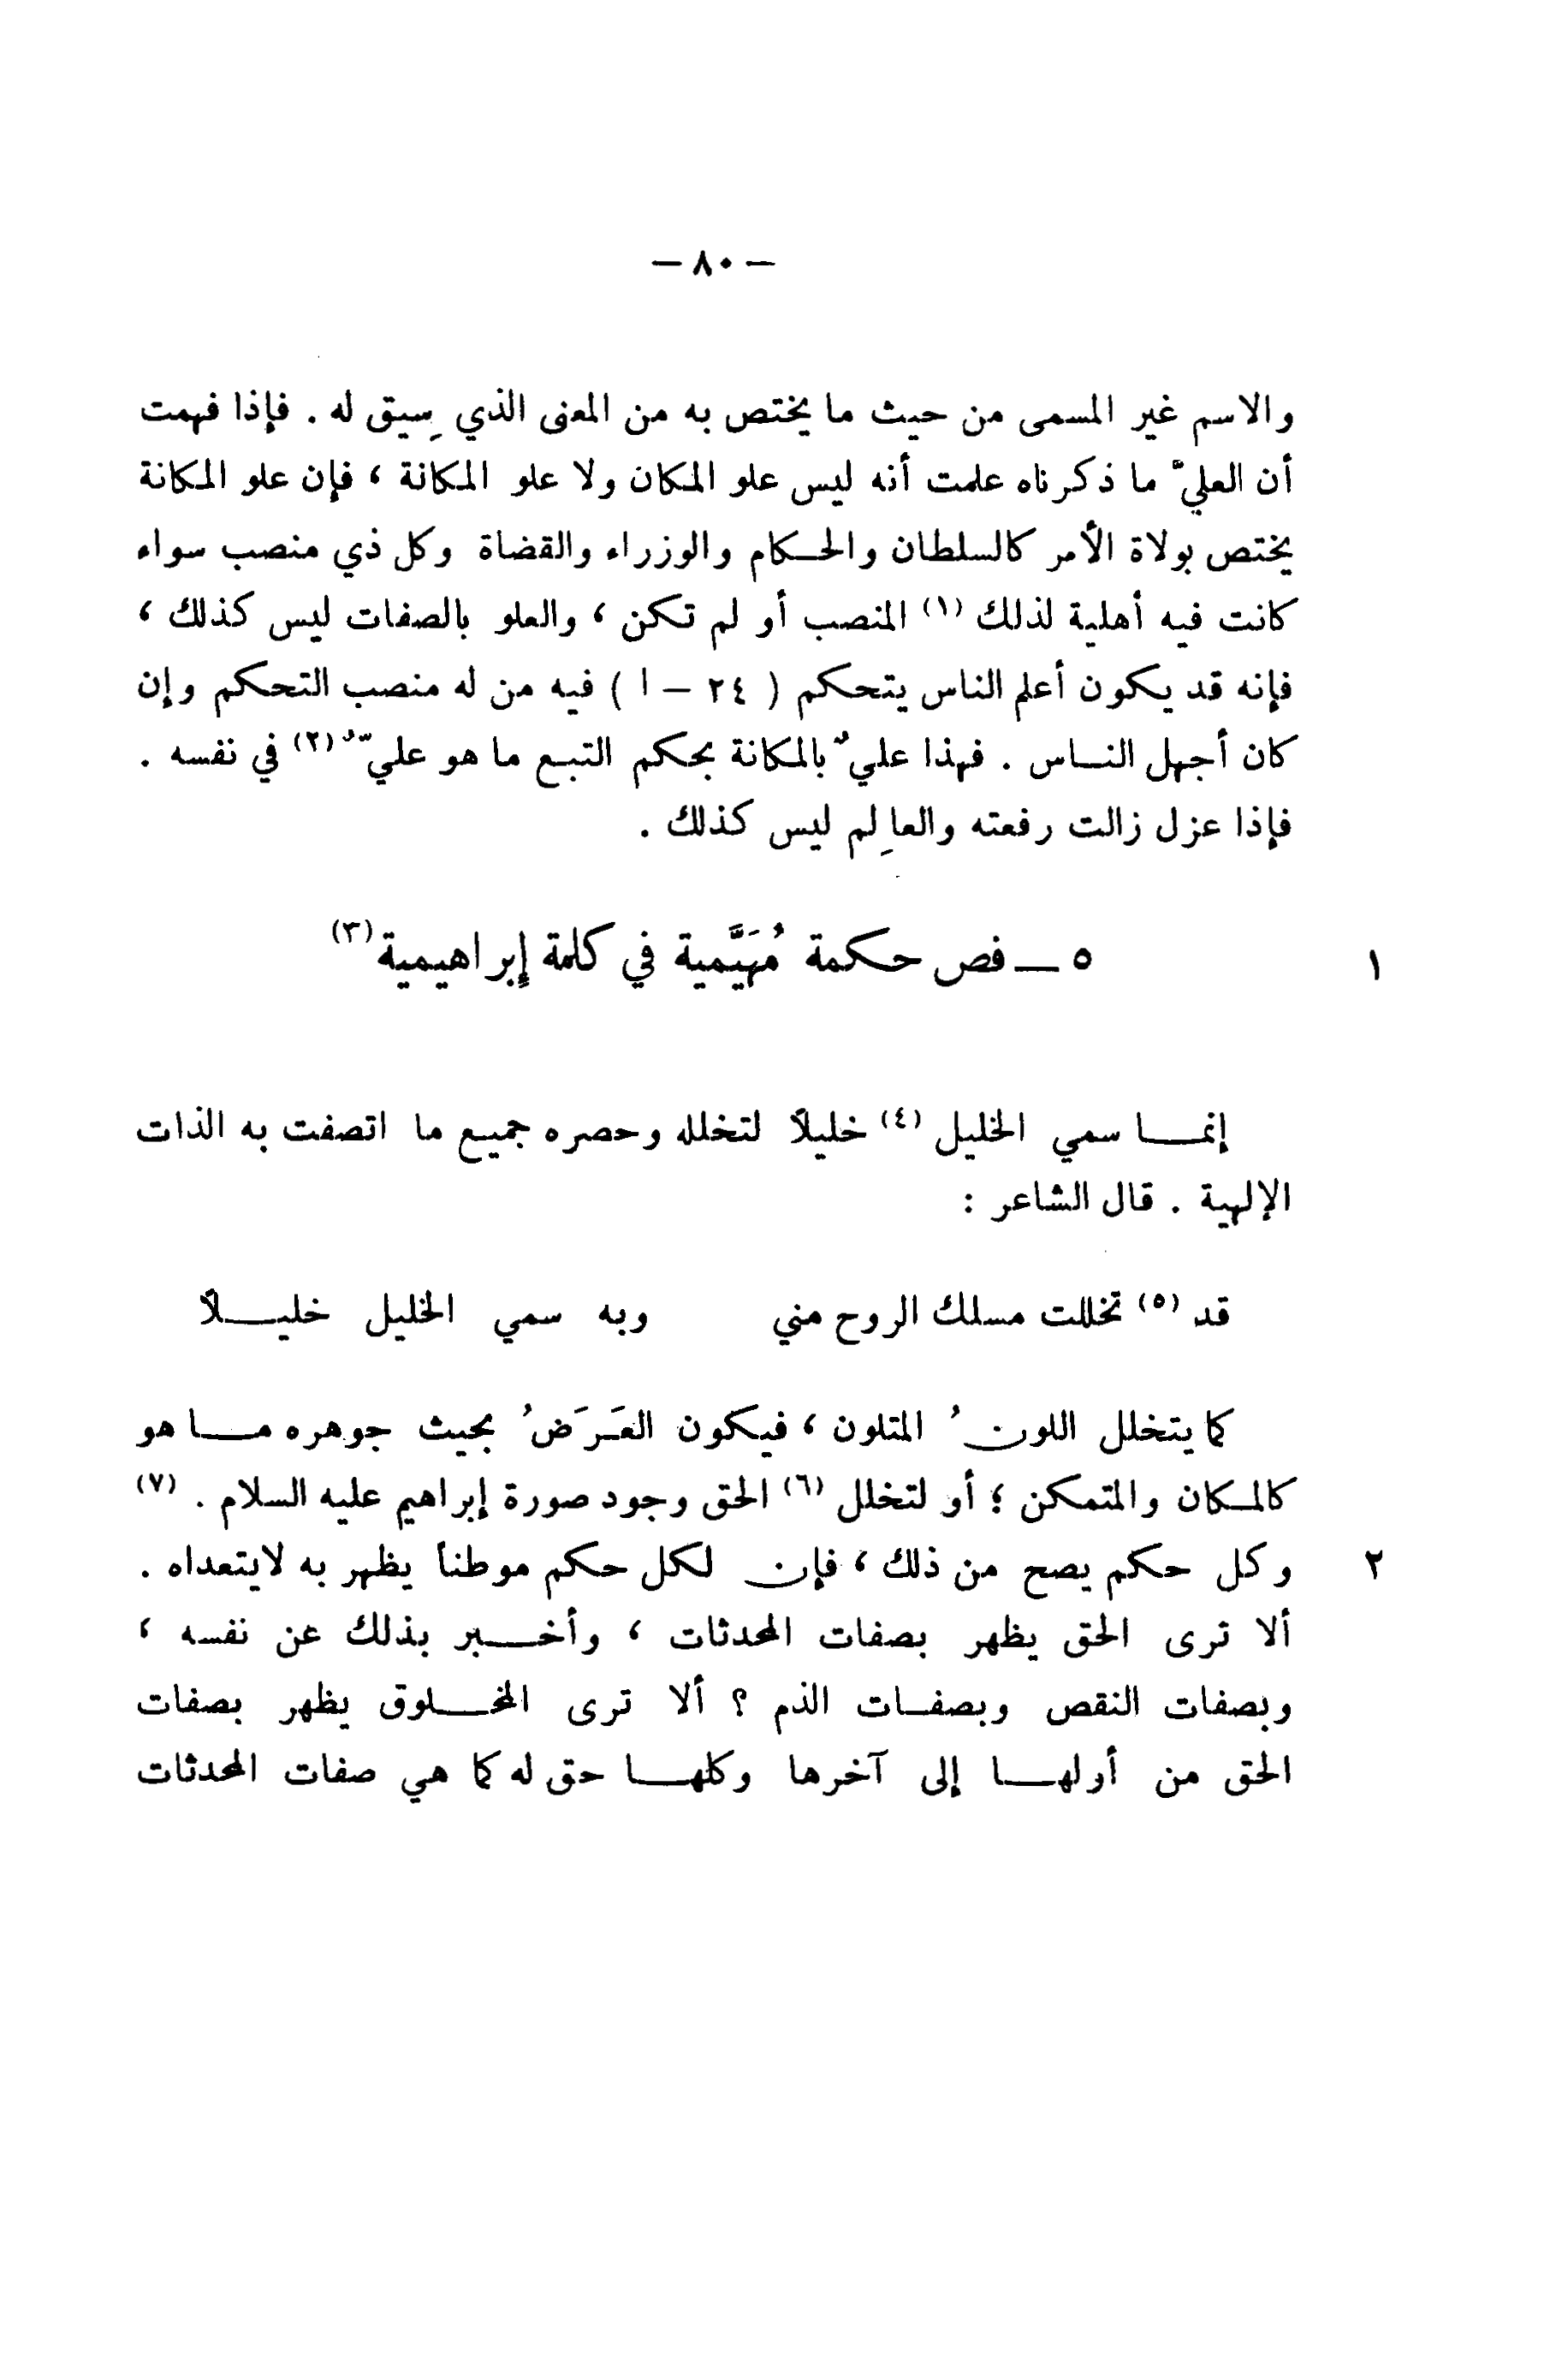 — ٨٠ —
والاسم غير المسمى من حيث ما يختص به من المعنى الذي سِيق له . فإذا فهمت
أن العليّ ما ذكرناه علمت أنه ليس علو المكان ولا علو المكانة ، فإن علو المكانة
يختص بولاة الأمر كالسلطان والحكام والوزراء والقضاة وكل ذي منصب سواء
كانت فيه أهلية لذلك (١) المنصب أو لم تكن ، والعلو بالصفات ليس كذلك ،
فإنه قد يكون أعلم الناس يتحكم ( ٢٤ – ا ) فيه من له منصب التحكم وإن
كان أجهل الناس . فهذا عليٌ بالمكانة بحكم التبع ما هو عليّ ٌ (٢) في نفسه .
فإذا عزل زالت رفعته والعالِم ليس كذلك .
١ ٥ — فص حكمة مُهَيَّمية في كلمة إبراهيمية (٣)
إنما سمي الخليل (٤) خليلًا لتخلله وحصره جميع ما اتصفت به الذات
الإلهية . قال الشاعر :
قد (٥) تخللت مسلك الروح مني وبه سمي الخليل خليلًا
كما يتخلل اللونُ المتلون ، فيكون العَرَضُ بحيث جوهره ما هو
كالمكان والمتمكن ؛ أو لتخلل (٦) الحق وجود صورة إبراهيم عليه السلام . (٧)
٢ وكل حكم يصح من ذلك ، فإن لكل حكم موطناً يظهر به لا يتعداه .
ألا ترى الحق يظهر بصفات المحدثات ، وأخبر بذلك عن نفسه ،
وبصفات النقص وبصفات الذم ؟ ألا ترى المخلوق يظهر بصفات
الحق من أولها إلى آخرها وكلها حق له كما هي صفات المحدثات